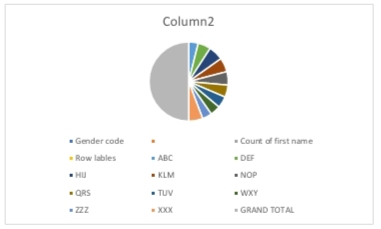 Column2
Gender code
Count of first name
Row lables ABC DEF
HIJ KLM NOP
QRS TUV WXY
ZZZ XXX GRAND TOTAL